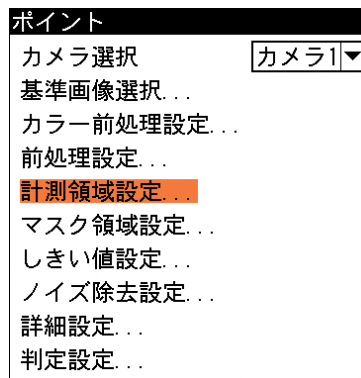 ポイント
カメラ選択 カメラ1▼
基準画像選択...
カラー前処理設定...
前処理設定...
計測領域設定...
マスク領域設定...
しきい値設定...
ノイズ除去設定...
詳細設定...
判定設定...